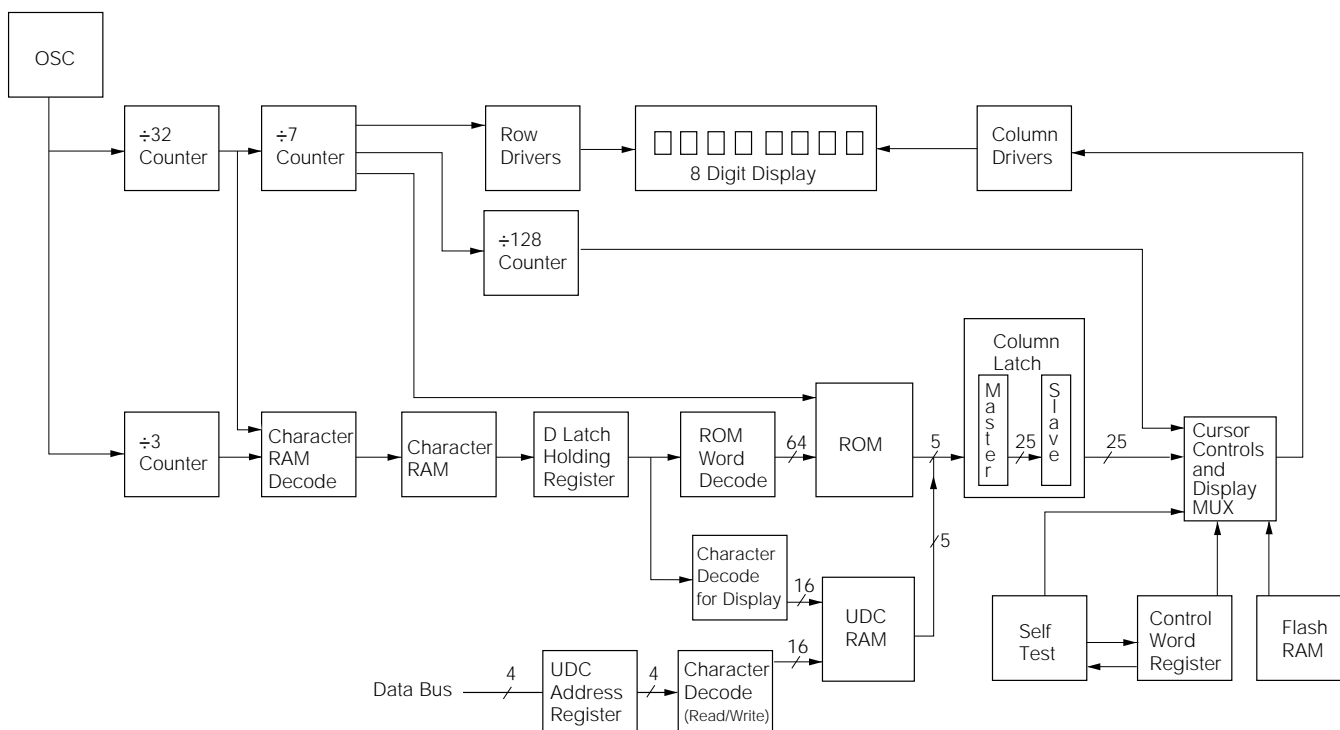 OSC
÷32
Counter
÷7
Counter
Row
Drivers
8 Digit Display
Column
Drivers
÷128
Counter
Column
Latch
Master
Slave
÷3
Counter
Character
RAM
Decode
Character
RAM
D Latch
Holding
Register
ROM
Word
Decode
64
ROM
5
25
25
Cursor
Controls
and
Display
MUX
Character
Decode
for Display
16
5
UDC
RAM
Self
Test
Control
Word
Register
Flash
RAM
Data Bus
4
UDC
Address
Register
4
Character
Decode
(Read/Write)
16